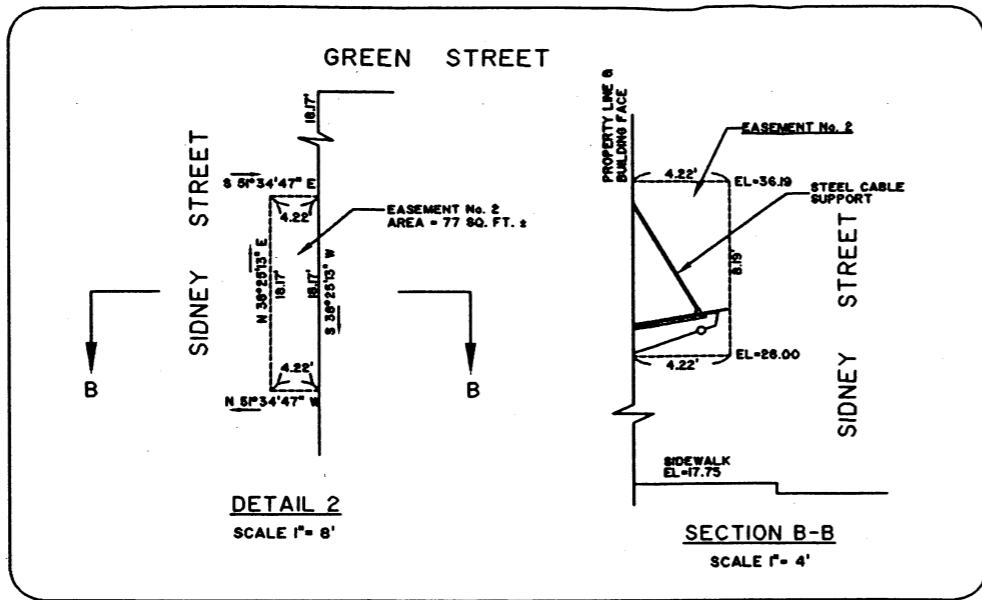 GREEN STREET
SIDNEY STREET
18.17'
S 51°34'47" E
4.22'
EASEMENT No. 2
AREA = 77 SQ. FT. ±
N 38°25'13" E
18.17'
18.17'
S 38°25'13" W
4.22'
N 51°34'47" W
B
B
DETAIL 2
SCALE 1"= 8'
PROPERTY LINE &
BUILDING FACE
EASEMENT No. 2
4.22'
EL=36.19
STEEL CABLE
SUPPORT
8.19'
SIDNEY STREET
EL=26.00
4.22'
SIDEWALK
EL=17.75
SECTION B-B
SCALE 1"= 4'